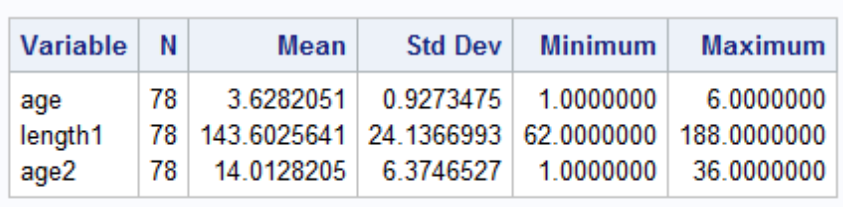 Variable N Mean Std Dev Minimum Maximum
age 78 3.6282051 0.9273475 1.0000000 6.0000000
length1 78 143.6025641 24.1366993 62.0000000 188.0000000
age2 78 14.0128205 6.3746527 1.0000000 36.0000000